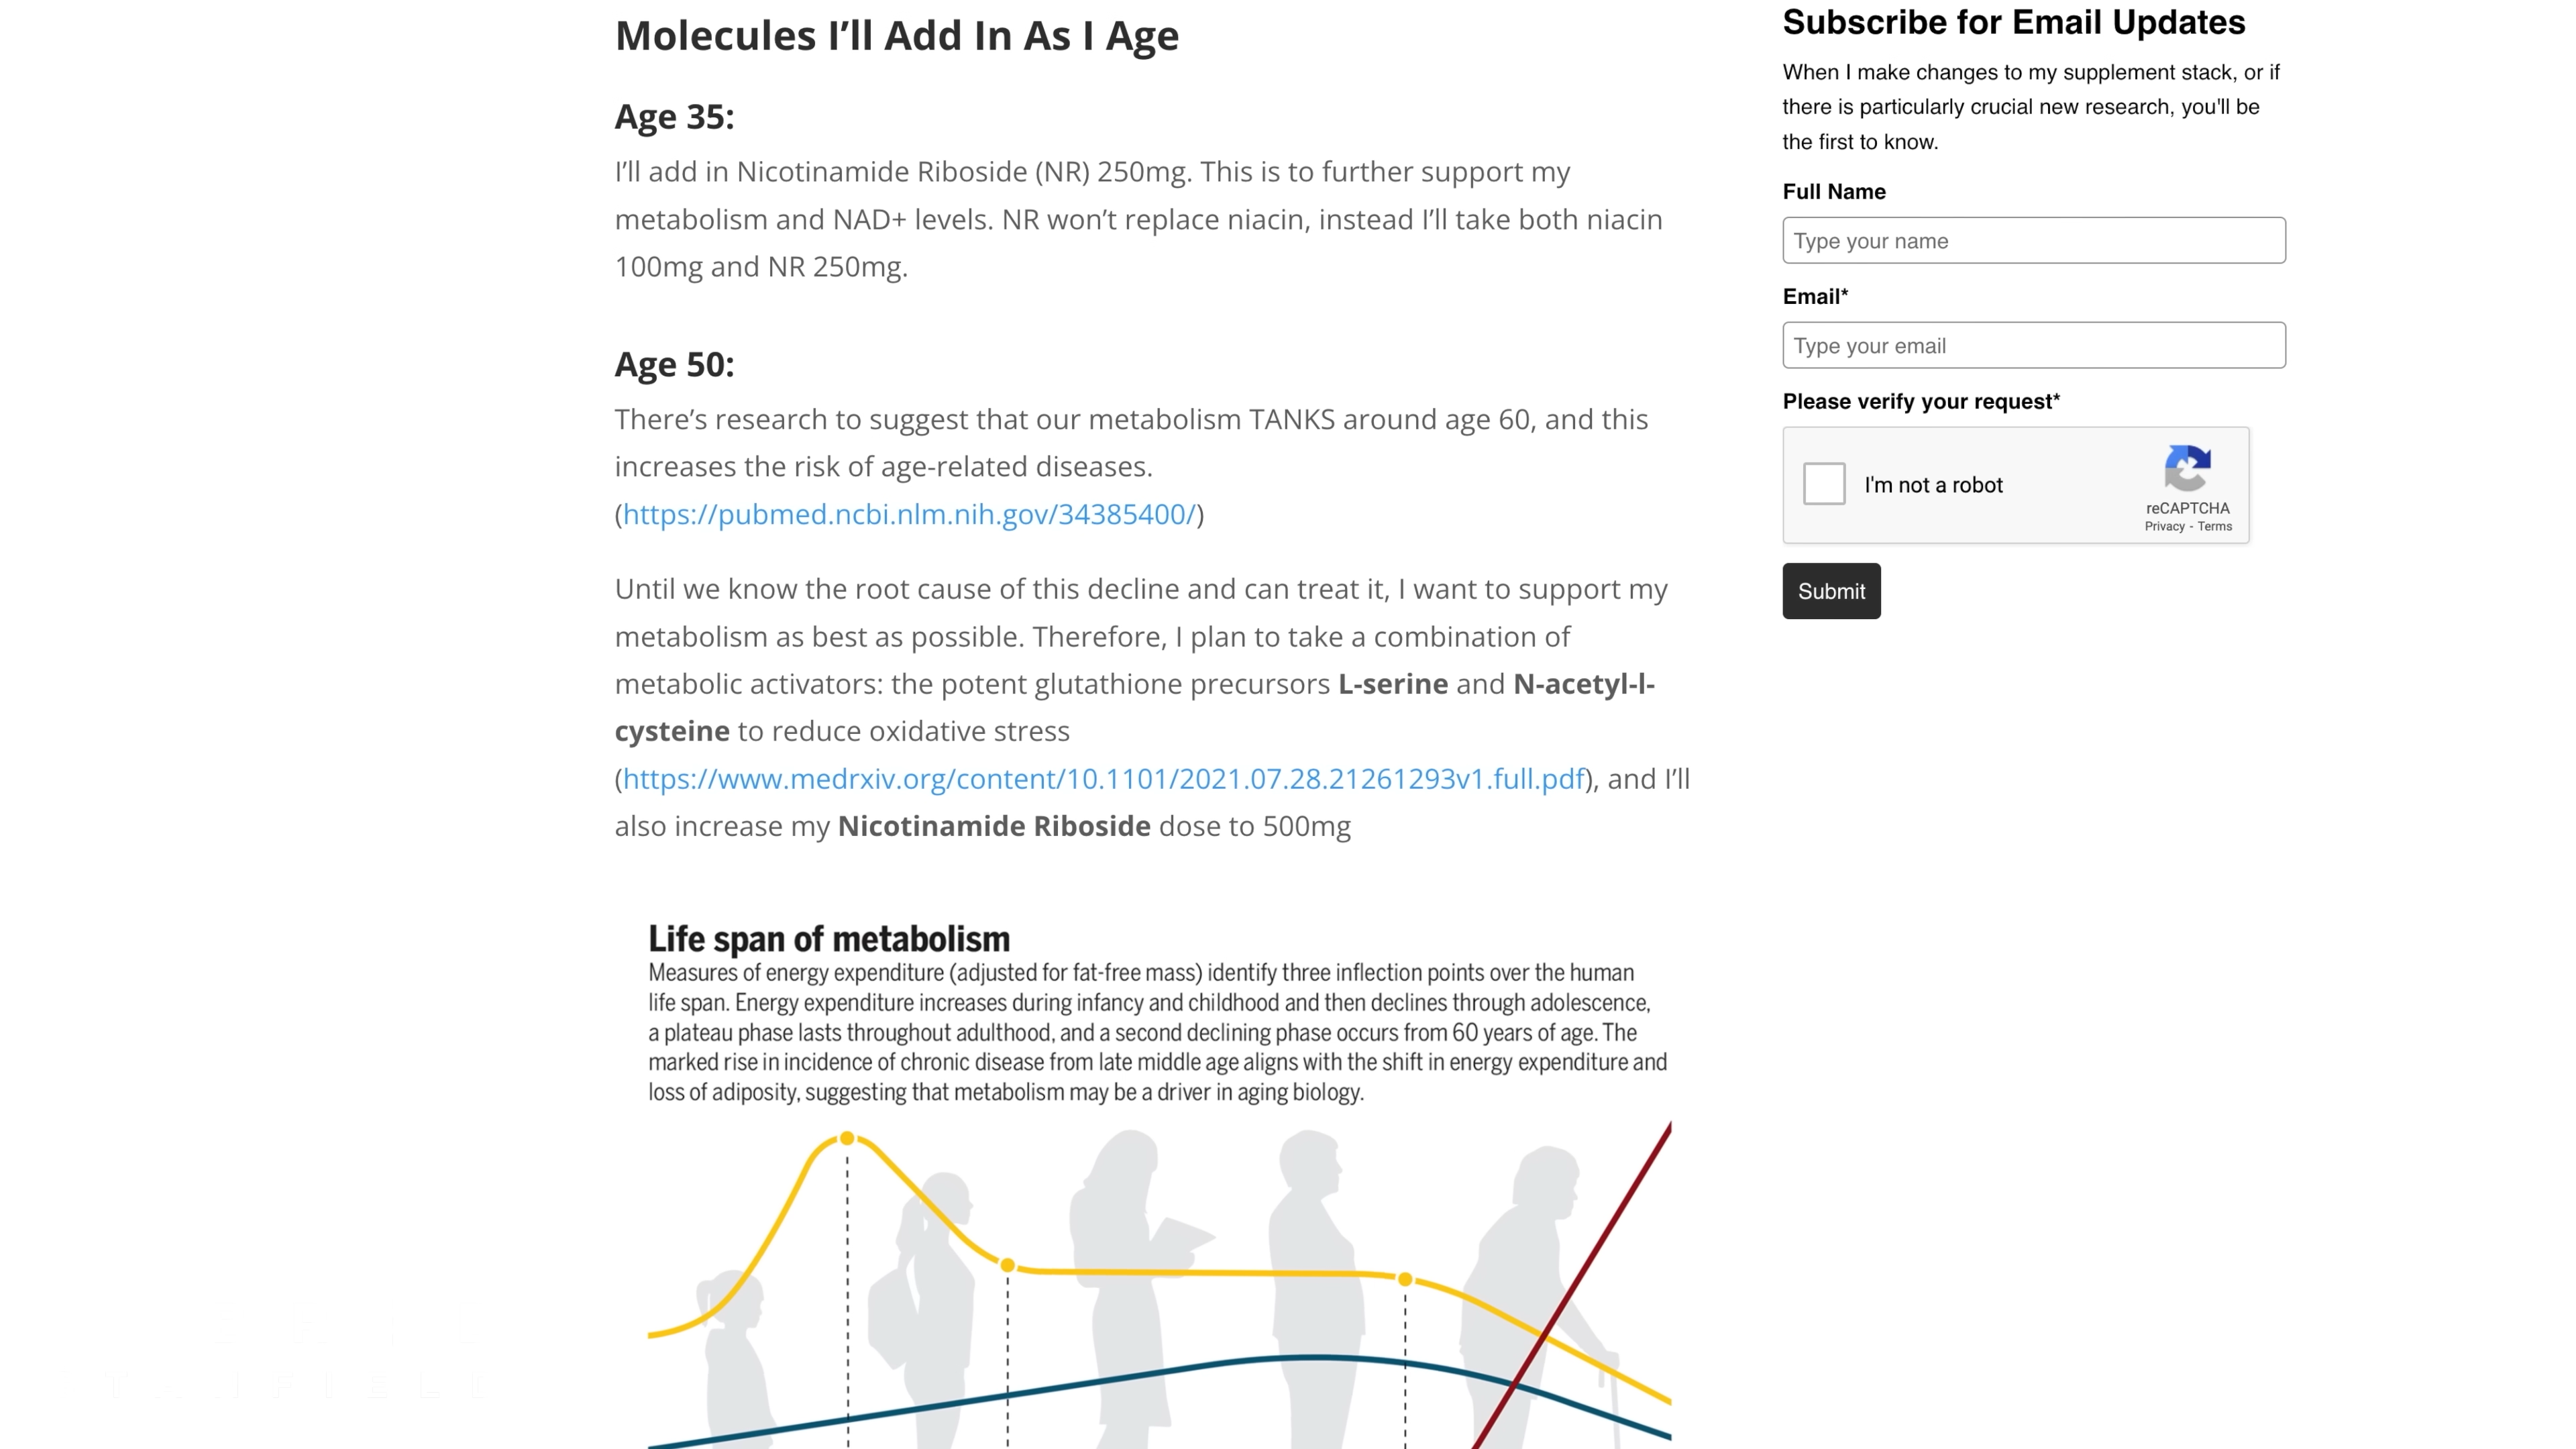 Molecules I’ll Add In As I Age
Age 35:
I’ll add in Nicotinamide Riboside (NR) 250mg. This is to further support my
metabolism and NAD+ levels. NR won’t replace niacin, instead I’ll take both niacin
100mg and NR 250mg.
Age 50:
There’s research to suggest that our metabolism TANKS around age 60, and this
increases the risk of age-related diseases.
(https://pubmed.ncbi.nlm.nih.gov/34385400/)
Until we know the root cause of this decline and can treat it, I want to support my
metabolism as best as possible. Therefore, I plan to take a combination of
metabolic activators: the potent glutathione precursors L-serine and N-acetyl-l-
cysteine to reduce oxidative stress
(https://www.medrxiv.org/content/10.1101/2021.07.28.21261293v1.full.pdf), and I’ll
also increase my Nicotinamide Riboside dose to 500mg
Life span of metabolism
Measures of energy expenditure (adjusted for fat-free mass) identify three inflection points over the human
life span. Energy expenditure increases during infancy and childhood and then declines through adolescence,
a plateau phase lasts throughout adulthood, and a second declining phase occurs from 60 years of age. The
marked rise in incidence of chronic disease from late middle age aligns with the shift in energy expenditure and
loss of adiposity, suggesting that metabolism may be a driver in aging biology.
Subscribe for Email Updates
When I make changes to my supplement stack, or if
there is particularly crucial new research, you'll be
the first to know.
Full Name
Type your name
Email*
Type your email
Please verify your request*
I'm not a robot
reCAPTCHA
Privacy - Terms
Submit